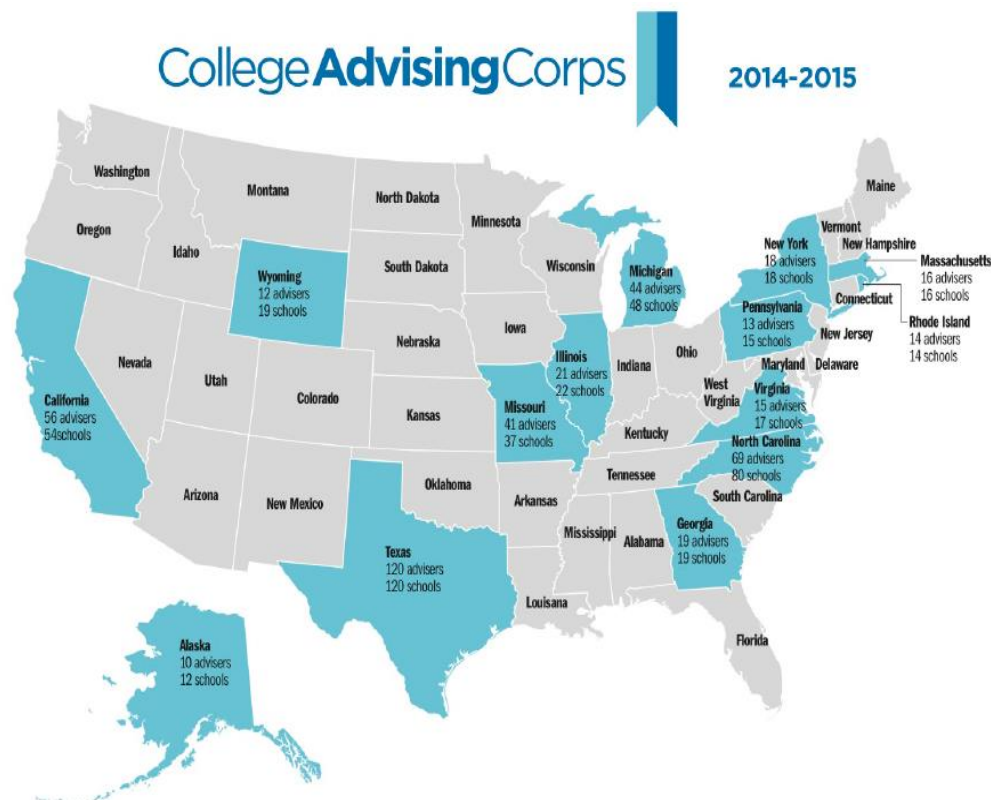 CollegeAdvisingCorps
2014-2015
Washington
Montana
North Dakota
Minnesota
Maine
Oregon
Idaho
South Dakota
Wisconsin
Vermont
New Hampshire
Wyoming
12 advisers
19 schools
Michigan
44 advisers
48 schools
New York
18 advisers
18 schools
Massachusetts
16 advisers
16 schools
Connecticut
Rhode Island
14 advisers
14 schools
Pennsylvania
13 advisers
15 schools
New Jersey
Nevada
Utah
Colorado
Nebraska
Iowa
Kansas
Illinois
21 advisers
22 schools
Indiana
Ohio
Maryland
Delaware
West
Virginia
Virginia
15 advisers
17 schools
California
56 advisers
54schools
Missouri
41 advisers
37 schools
Kentucky
North Carolina
69 advisers
80 schools
Tennessee
South Carolina
Arizona
New Mexico
Oklahoma
Arkansas
Mississippi
Alabama
Georgia
19 advisers
19 schools
Texas
120 advisers
120 schools
Louisiana
Florida
Alaska
10 advisers
12 schools